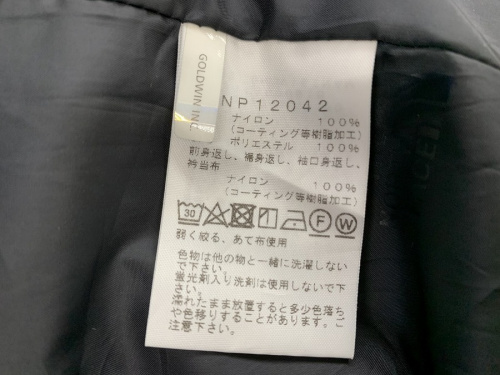 GOLDWIN INC.
NP12042
ナイロン 100%
(コーティング等樹脂加工)
ポリエステル 100%
前身返し、裾身返し、袖口身返し、
衿当布
ナイロン 100%
(コーティング等樹脂加工)
30 F W
弱く絞る、あて布使用
色物は他の物と一緒に洗濯しない
で下さい。
蛍光剤入り洗剤は使用しないで下
さい。
濡れたまま放置すると多少色落ち
や色移りすることがあります。ご
注意下さい。